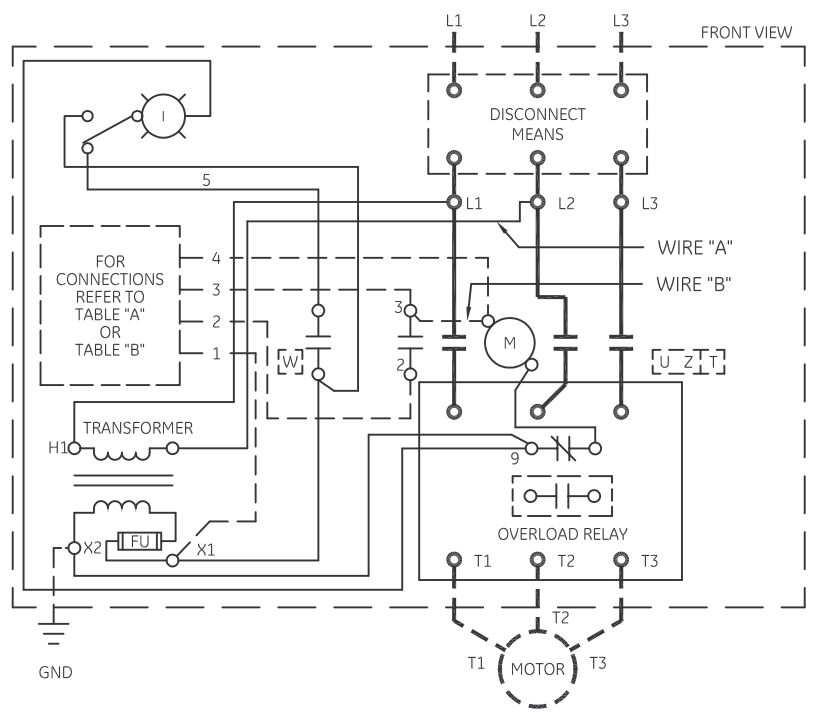 L1 L2 L3
FRONT VIEW
DISCONNECT
MEANS
I
5
L1 L2 L3
WIRE "A"
FOR
CONNECTIONS
REFER TO
TABLE "A"
OR
TABLE "B"
4
3
2
1
WIRE "B"
3
M
W
2
U Z T
TRANSFORMER
H1
9
OVERLOAD RELAY
FU
X2
X1
T1 T2 T3
GND
T2
T1
MOTOR
T3